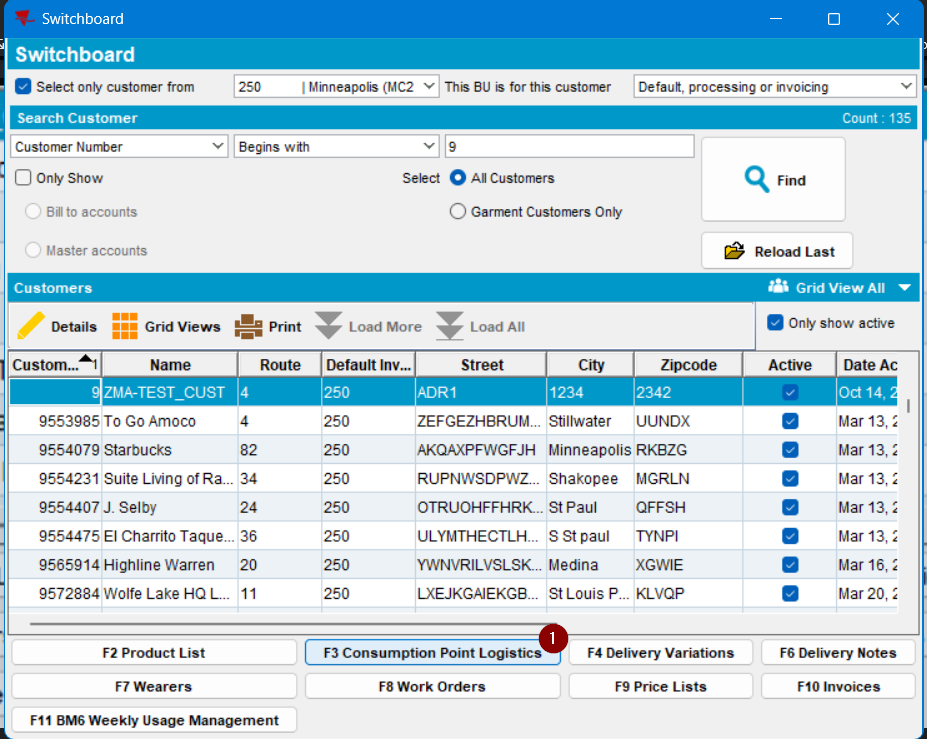 Switchboard
Switchboard
Select only customer from 250 | Minneapolis (MC2 This BU is for this customer Default, processing or invoicing
Search Customer Count : 135
Customer Number Begins with 9
Find
Only Show Select All Customers
Bill to accounts Garment Customers Only
Master accounts
Reload Last
Customers Grid View All
Details Grid Views Print Load More Load All Only show active
Custom... 1 Name Route Default Inv... Street City Zipcode Active Date Ac
9 ZMA-TEST_CUST 4 250 ADR1 1234 2342 Oct 14, 2
9553985 To Go Amoco 4 250 ZEFGEZHBRUM... Stillwater UUNDX Mar 13, 2
9554079 Starbucks 82 250 AKQAXPFWGFJH Minneapolis RKBZG Mar 13, 2
9554231 Suite Living of Ra... 34 250 RUPNWSDPWZ... Shakopee MGRLN Mar 13, 2
9554407 J. Selby 24 250 OTRUOHFFHRK... St Paul QFFSH Mar 13, 2
9554475 El Charrito Taque... 36 250 ULYMTHECTLH... S St paul TYNPI Mar 13, 2
9565914 Highline Warren 20 250 YWNVRILVSLSK... Medina XGWIE Mar 16, 2
9572884 Wolfe Lake HQ L... 11 250 LXEJKGAIEKGB... St Louis P... KLVQP Mar 20, 2
1
F2 Product List F3 Consumption Point Logistics F4 Delivery Variations F6 Delivery Notes
F7 Wearers F8 Work Orders F9 Price Lists F10 Invoices
F11 BM6 Weekly Usage Management